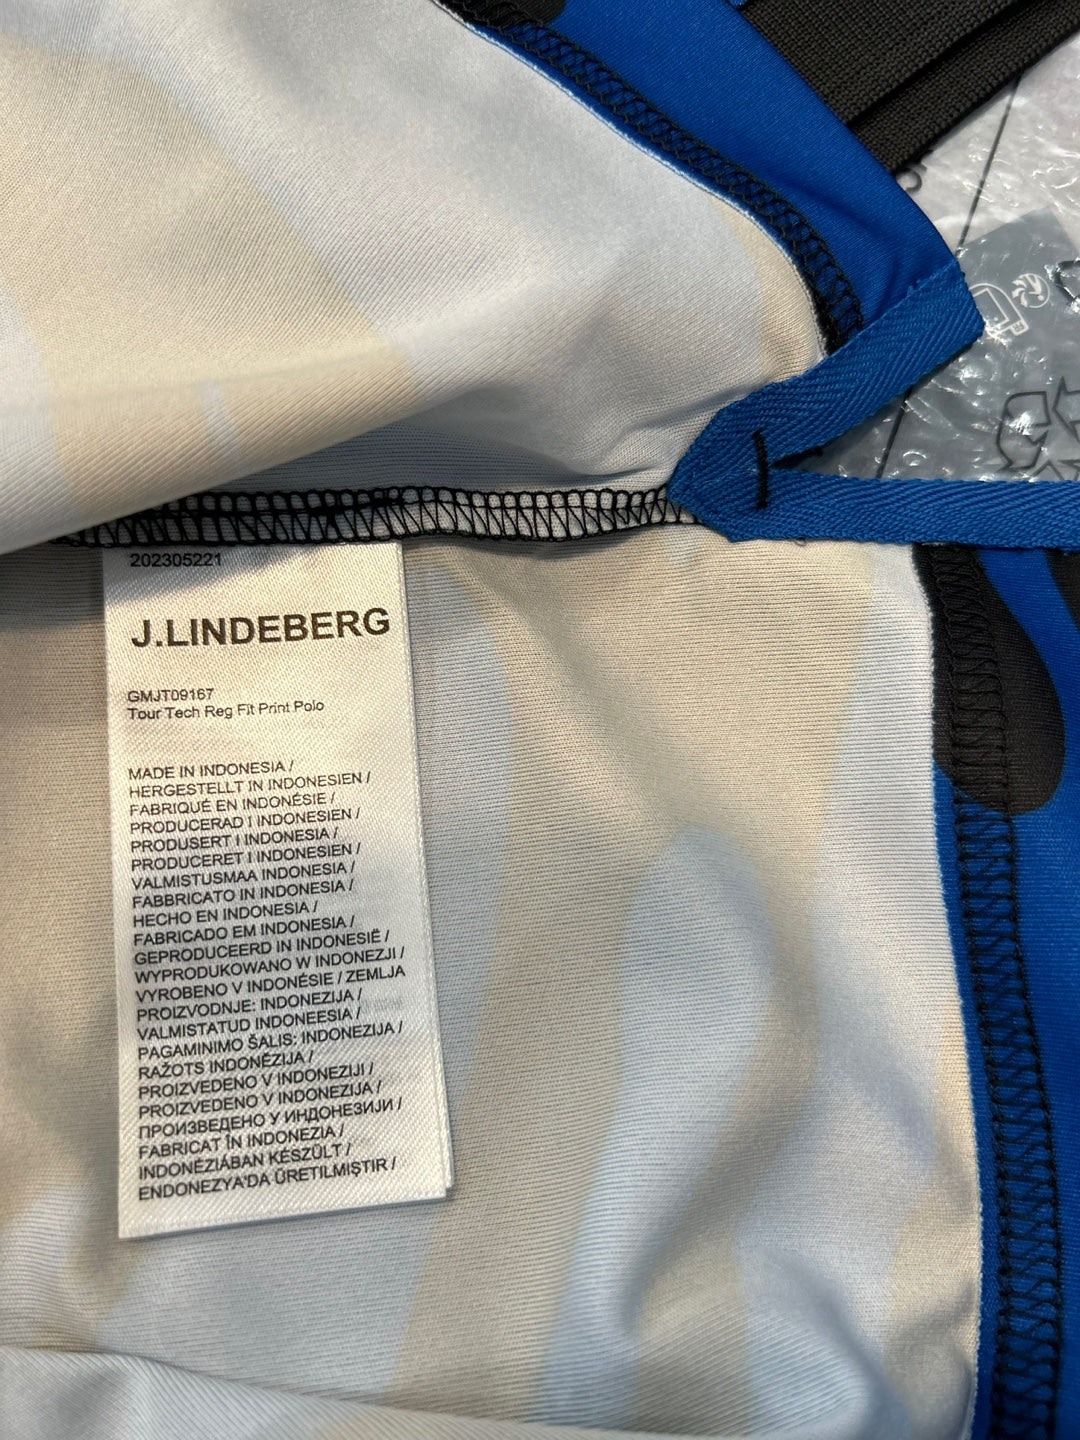 202305221
J.LINDEBERG
GMJT09167
Tour Tech Reg Fit Print Polo
MADE IN INDONESIA /
HERGESTELLT IN INDONESIEN /
FABRIQUÉ EN INDONÉSIE /
PRODUCERAD I INDONESIEN /
PRODUSERT I INDONESIA /
PRODUCERET I INDONESIEN /
VALMISTUSMAA INDONESIA /
FABBRICATO IN INDONESIA /
HECHO EN INDONESIA /
FABRICADO EM INDONESIA /
GEPRODUCEERD IN INDONESIË /
WYPRODUKOWANO W INDONEZJI /
VYROBENO V INDONÉSIE / ZEMLJA
PROIZVODNJE: INDONEZIJA /
VALMISTATUD INDONEESIA /
PAGAMINIMO ŠALIS: INDONEZIJA /
RAŽOTS INDONĒZIJA /
PROIZVEDENO V INDONEZIJI /
PROIZVEDENO V INDONEZIJA /
ПРОИЗВЕДЕНО У ИНДОНЕЗИЈИ /
FABRICAT ÎN INDONEZIA /
INDONÉZIÁBAN KÉSZÜLT /
ENDONEZYA'DA ÜRETILMIŞTIR /